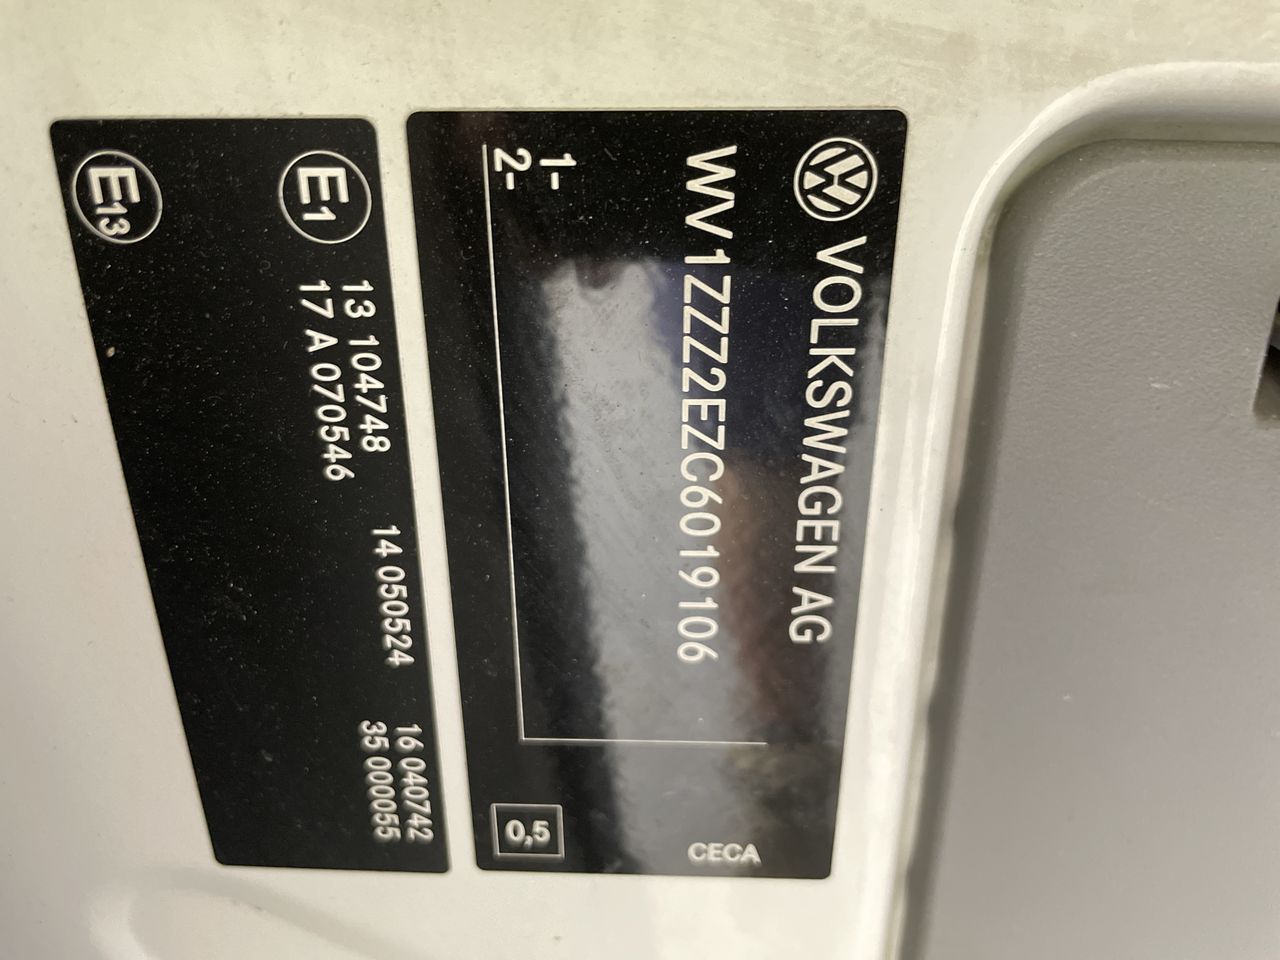 VOLKSWAGEN AG
WV1ZZZ2EZC6019106
1-
2-
CECA
0,5
E1
13 104748
14 050524
16 040742
17 A 070546
35 000055
E13